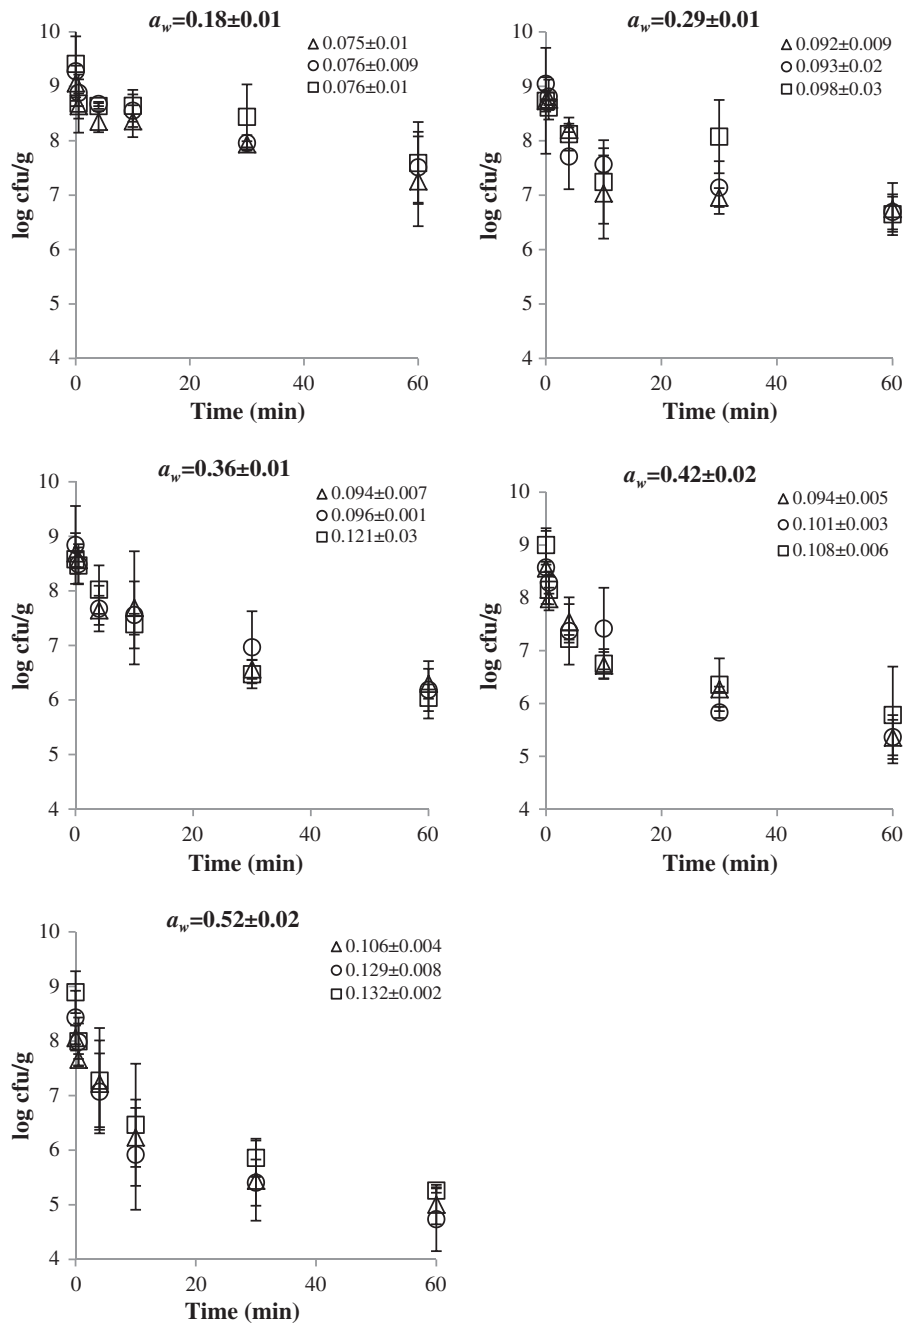 aw=0.18±0.01
0.075±0.01
0.076±0.009
0.076±0.01
log cfu/g
10
9
8
7
6
5
4
0 20 40 60
Time (min)
aw=0.29±0.01
0.092±0.009
0.093±0.02
0.098±0.03
log cfu/g
10
9
8
7
6
5
4
0 20 40 60
Time (min)
aw=0.36±0.01
0.094±0.007
0.096±0.001
0.121±0.03
log cfu/g
10
9
8
7
6
5
4
0 20 40 60
Time (min)
aw=0.42±0.02
0.094±0.005
0.101±0.003
0.108±0.006
log cfu/g
10
9
8
7
6
5
4
0 20 40 60
Time (min)
aw=0.52±0.02
0.106±0.004
0.129±0.008
0.132±0.002
log cfu/g
10
9
8
7
6
5
4
0 20 40 60
Time (min)